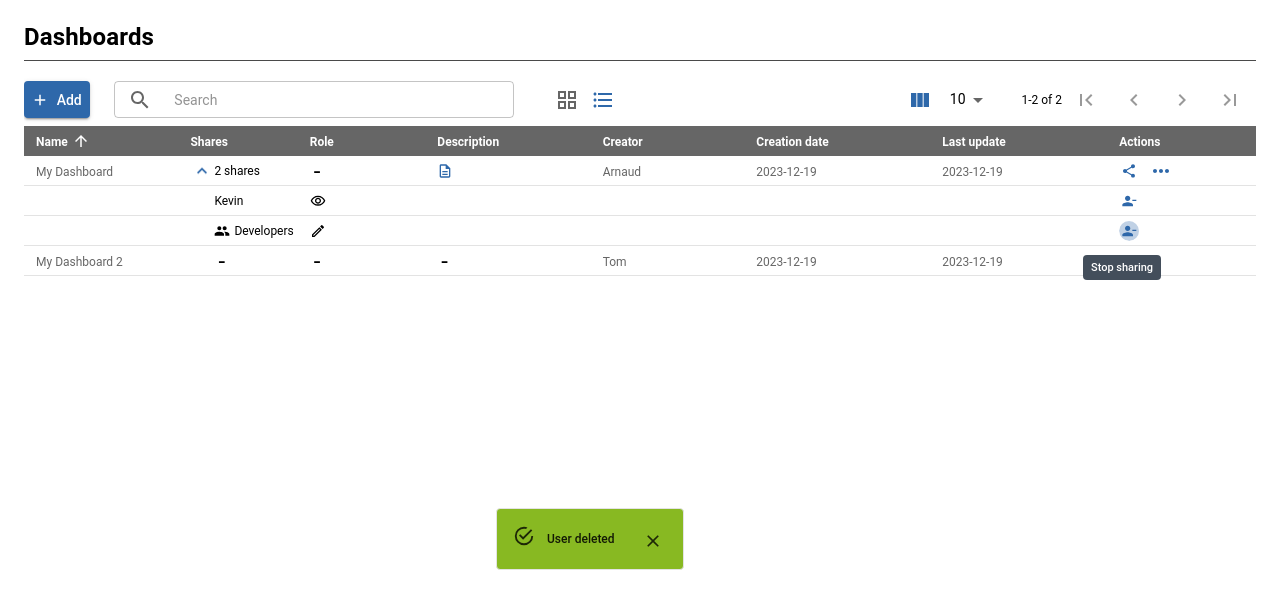 Dashboards
Add
Search
10
1-2 of 2
Name Shares Role Description Creator Creation date Last update Actions
My Dashboard 2 shares - Arnaud 2023-12-19 2023-12-19
Kevin
Developers
My Dashboard 2 - - - Tom 2023-12-19 2023-12-19
Stop sharing
User deleted